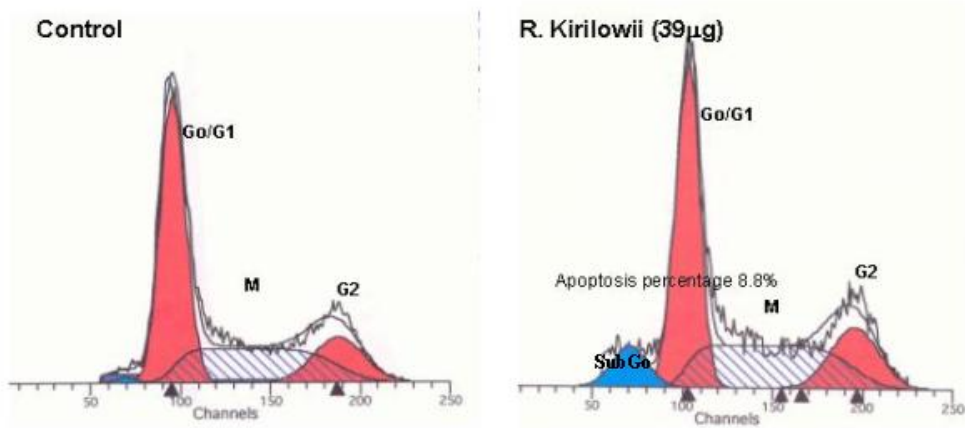 Control
Go/G1
M
G2
50
100
150
200
250
Channels
R. Kirilowii (39µg)
Go/G1
Apoptosis percentage 8.8%
G2
M
Sub Go
50
100
150
200
250
Channels